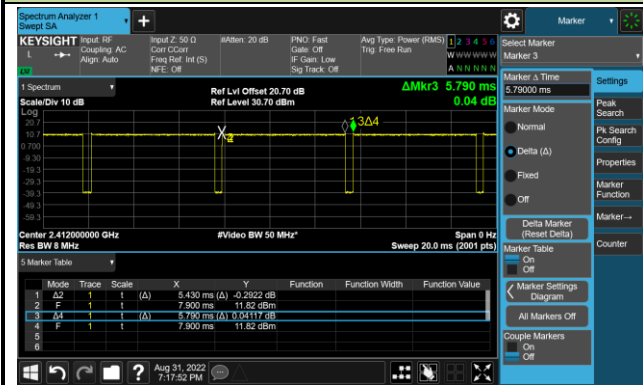 Spectrum Analyzer 1
Swept SA
Marker
KEYSIGHT Input: RF
L
Coupling: AC
Align: Auto
Input Z: 50 Ω
Corr CCorr
Freq Ref: Int (S)
NFE: Off
#Atten: 20 dB
PNO: Fast
Gate: Off
IF Gain: Low
Sig Track: Off
Avg Type: Power (RMS)
Trig: Free Run
1 2 3 4 5 6
W W W W W W
A N N N N N
LW
1 Spectrum
Scale/Div 10 dB
Log
Ref Lvl Offset 20.70 dB
Ref Level 30.70 dBm
ΔMkr3 5.790 ms
0.04 dB
20.7
10.7
0.700
-9.30
-19.3
-29.3
-39.3
-49.3
-59.3
3Δ4
Center 2.412000000 GHz
Res BW 8 MHz
#Video BW 50 MHz*
Span 0 Hz
Sweep 20.0 ms (2001 pts)
5 Marker Table
Mode Trace Scale X Y Function Function Width Function Value
1 Δ2 1 t (Δ) 5.430 ms (Δ) -0.2922 dB
2 F 1 t 7.900 ms 11.82 dBm
3 Δ4 1 t (Δ) 5.790 ms (Δ) 0.04117 dB
4 F 1 t 7.900 ms 11.82 dBm
5
6
Aug 31, 2022
7:17:52 PM
Select Marker
Marker 3
Marker Δ Time
5.79000 ms
Marker Mode
Normal
Delta (Δ)
Fixed
Off
Delta Marker
(Reset Delta)
Marker Table
On
Off
Marker Settings
Diagram
All Markers Off
Couple Markers
On
Off
Settings
Peak
Search
Pk Search
Config
Properties
Marker
Function
Marker→
Counter